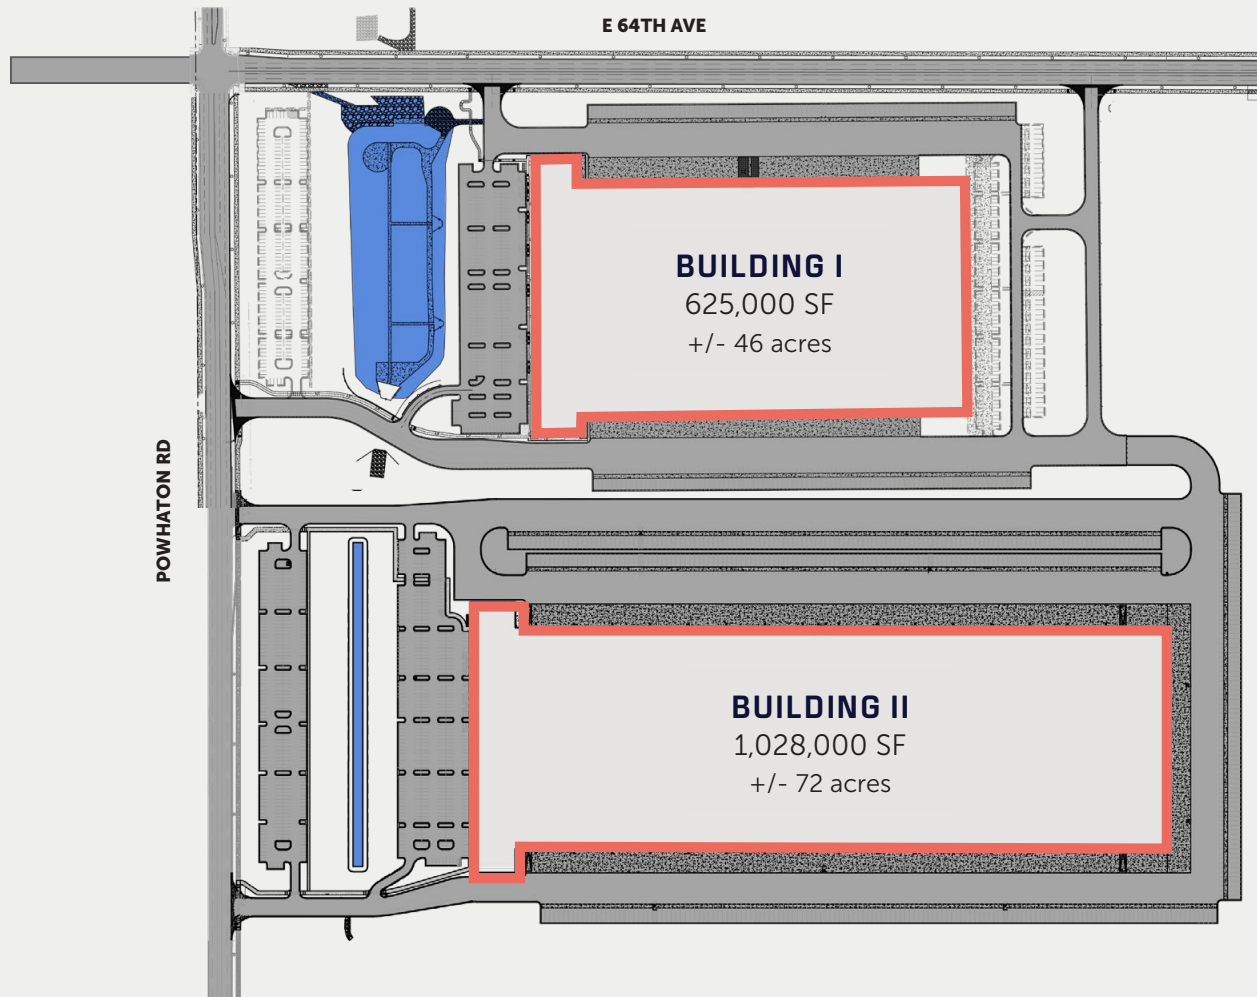 E 64TH AVE
BUILDING I
625,000 SF
+/- 46 acres
POWHATON RD
BUILDING II
1,028,000 SF
+/- 72 acres